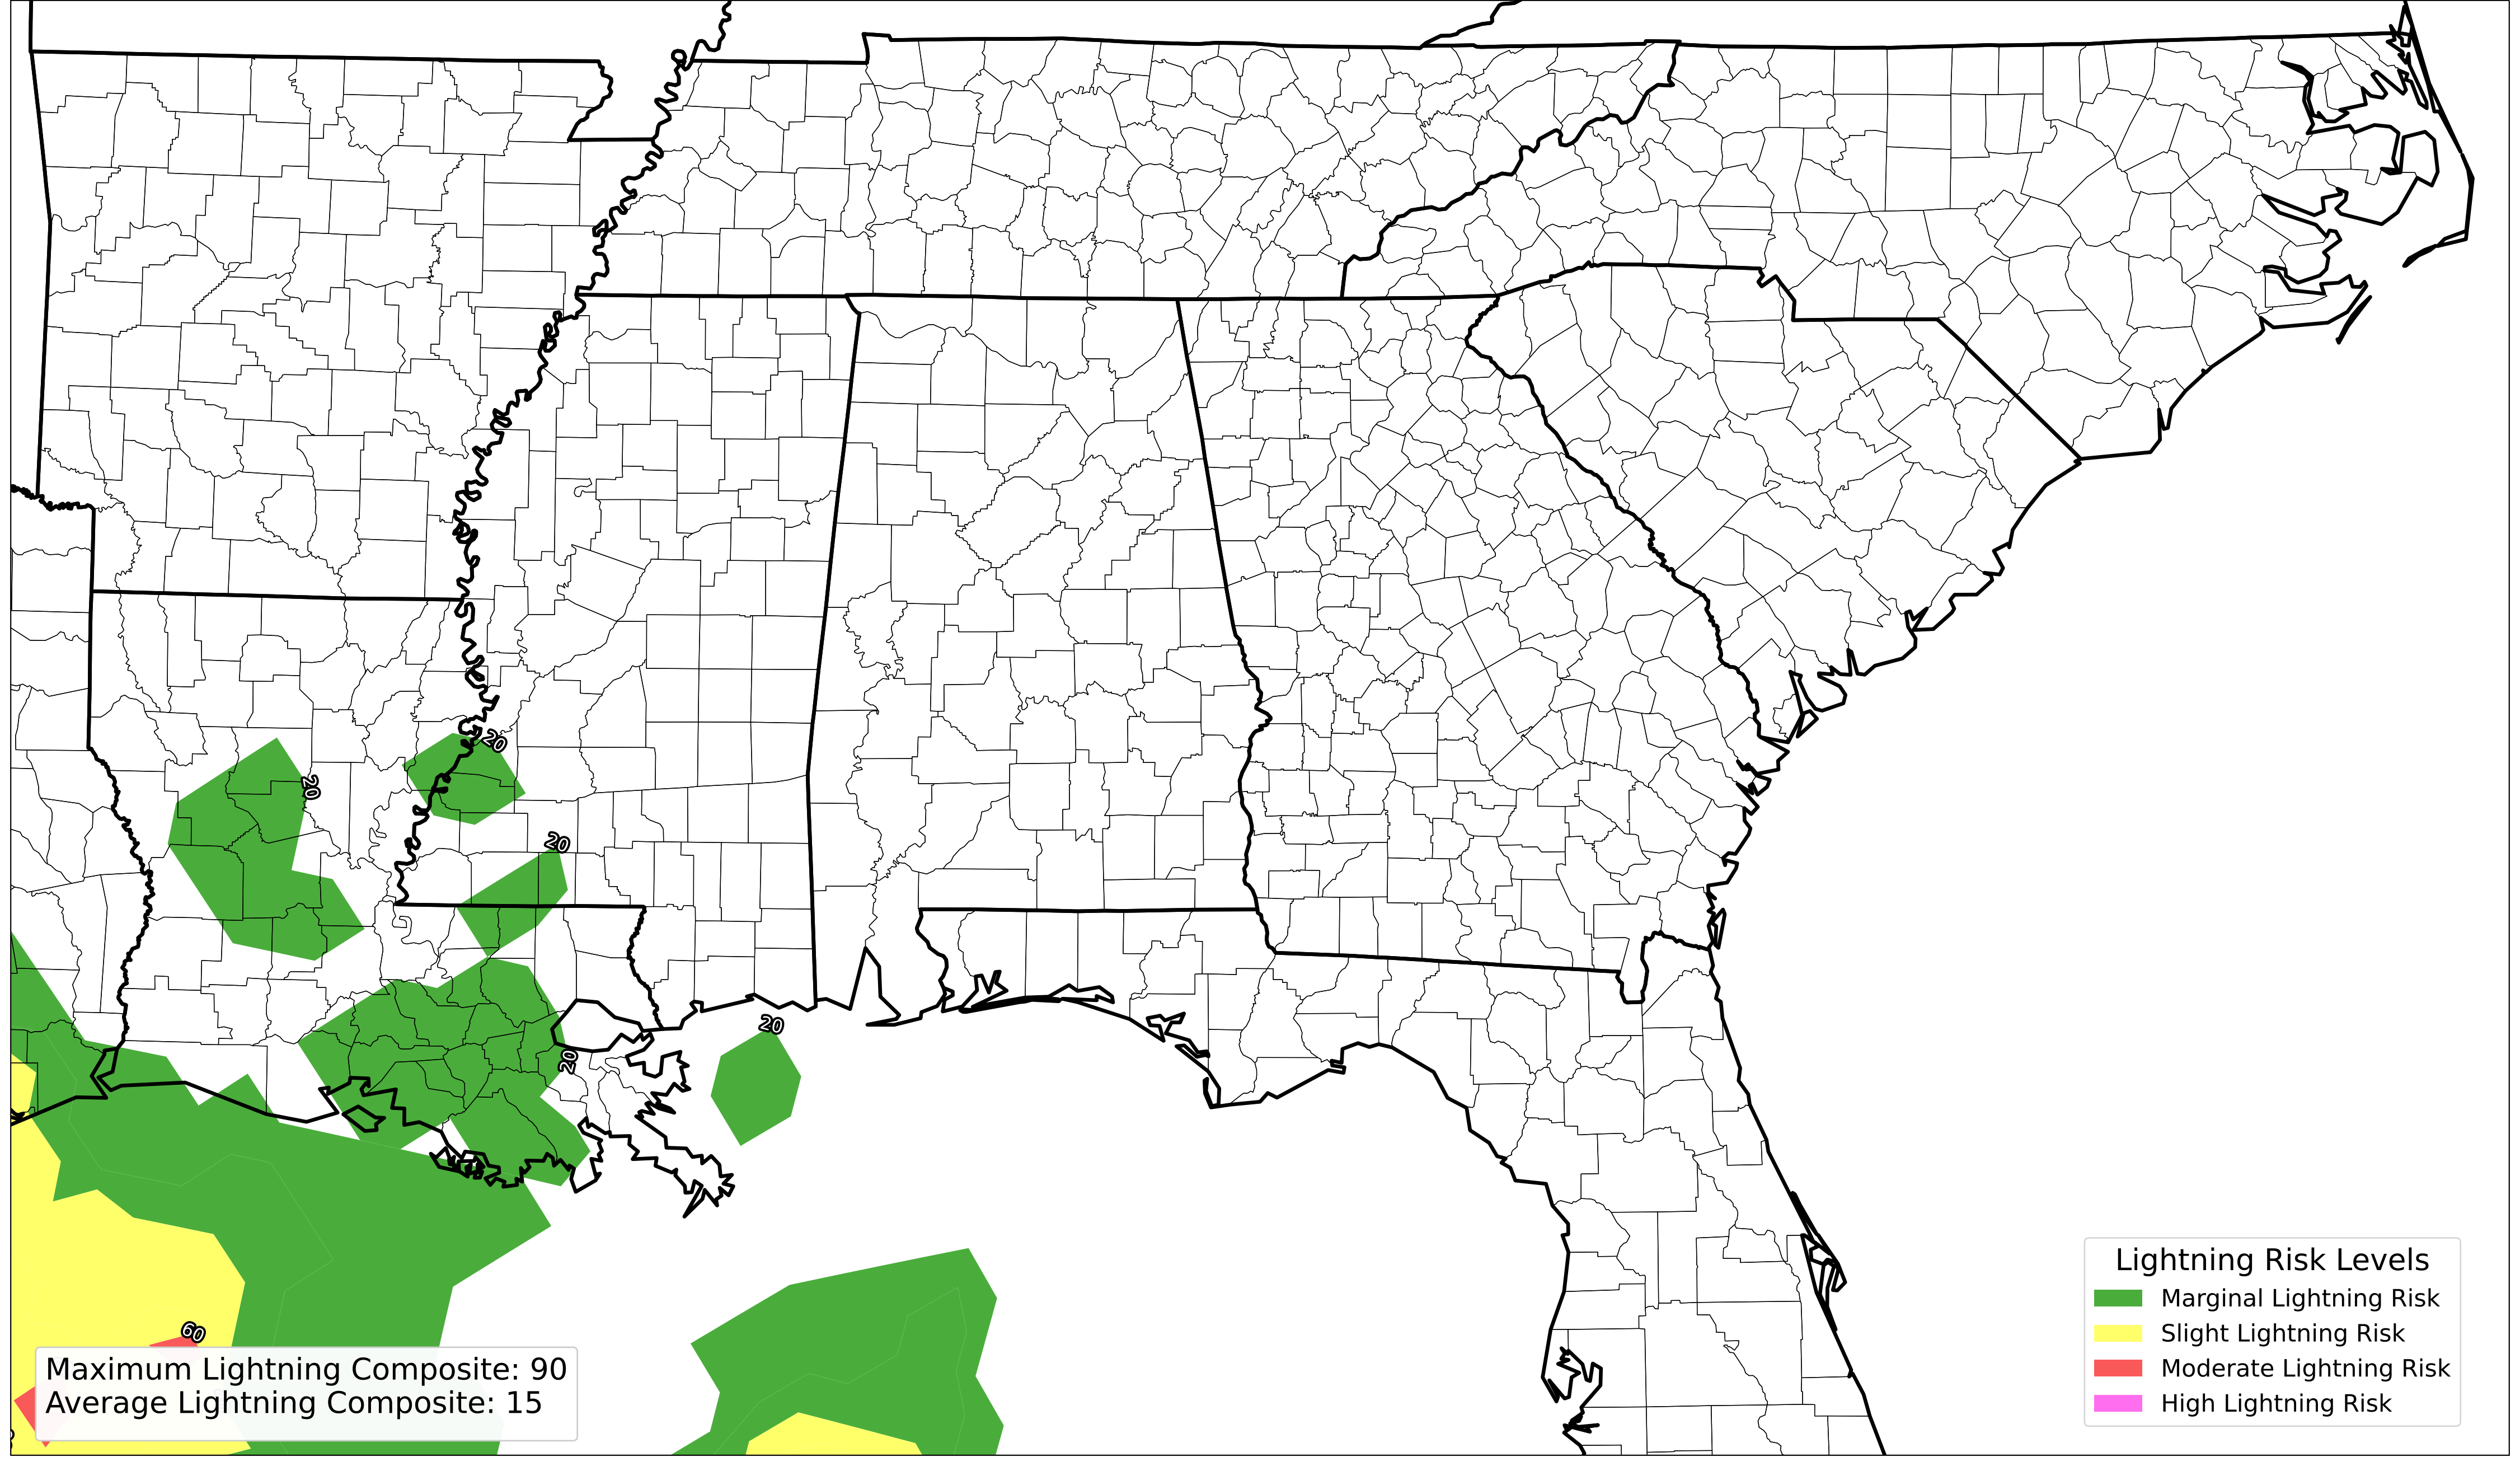 20
20
20
20
20
60
Maximum Lightning Composite: 90
Average Lightning Composite: 15
Lightning Risk Levels
Marginal Lightning Risk
Slight Lightning Risk
Moderate Lightning Risk
High Lightning Risk